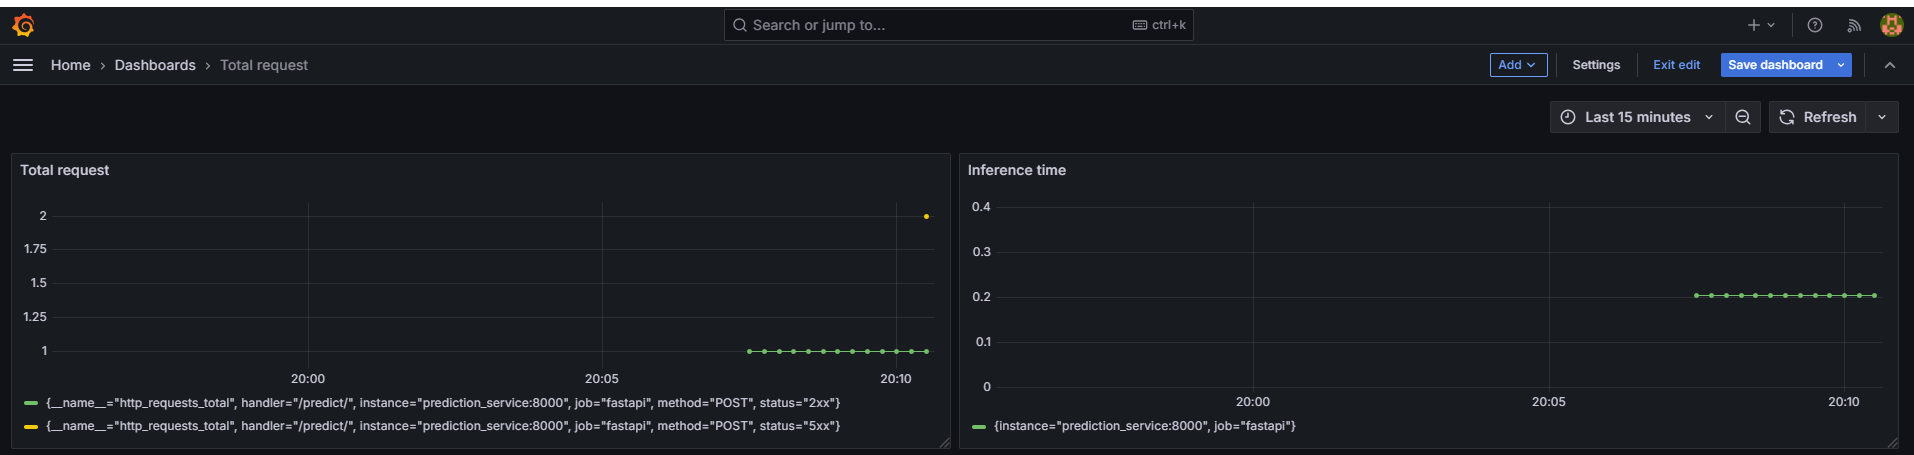 Search or jump to...
ctrl+k
Home › Dashboards › Total request
Add
Settings
Exit edit
Save dashboard
Last 15 minutes
Refresh
Total request
2
1.75
1.5
1.25
1
20:00
20:05
20:10
{__name__="http_requests_total", handler="/predict/", instance="prediction_service:8000", job="fastapi", method="POST", status="2xx"}
{__name__="http_requests_total", handler="/predict/", instance="prediction_service:8000", job="fastapi", method="POST", status="5xx"}
Inference time
0.4
0.3
0.2
0.1
0
20:00
20:05
20:10
{instance="prediction_service:8000", job="fastapi"}